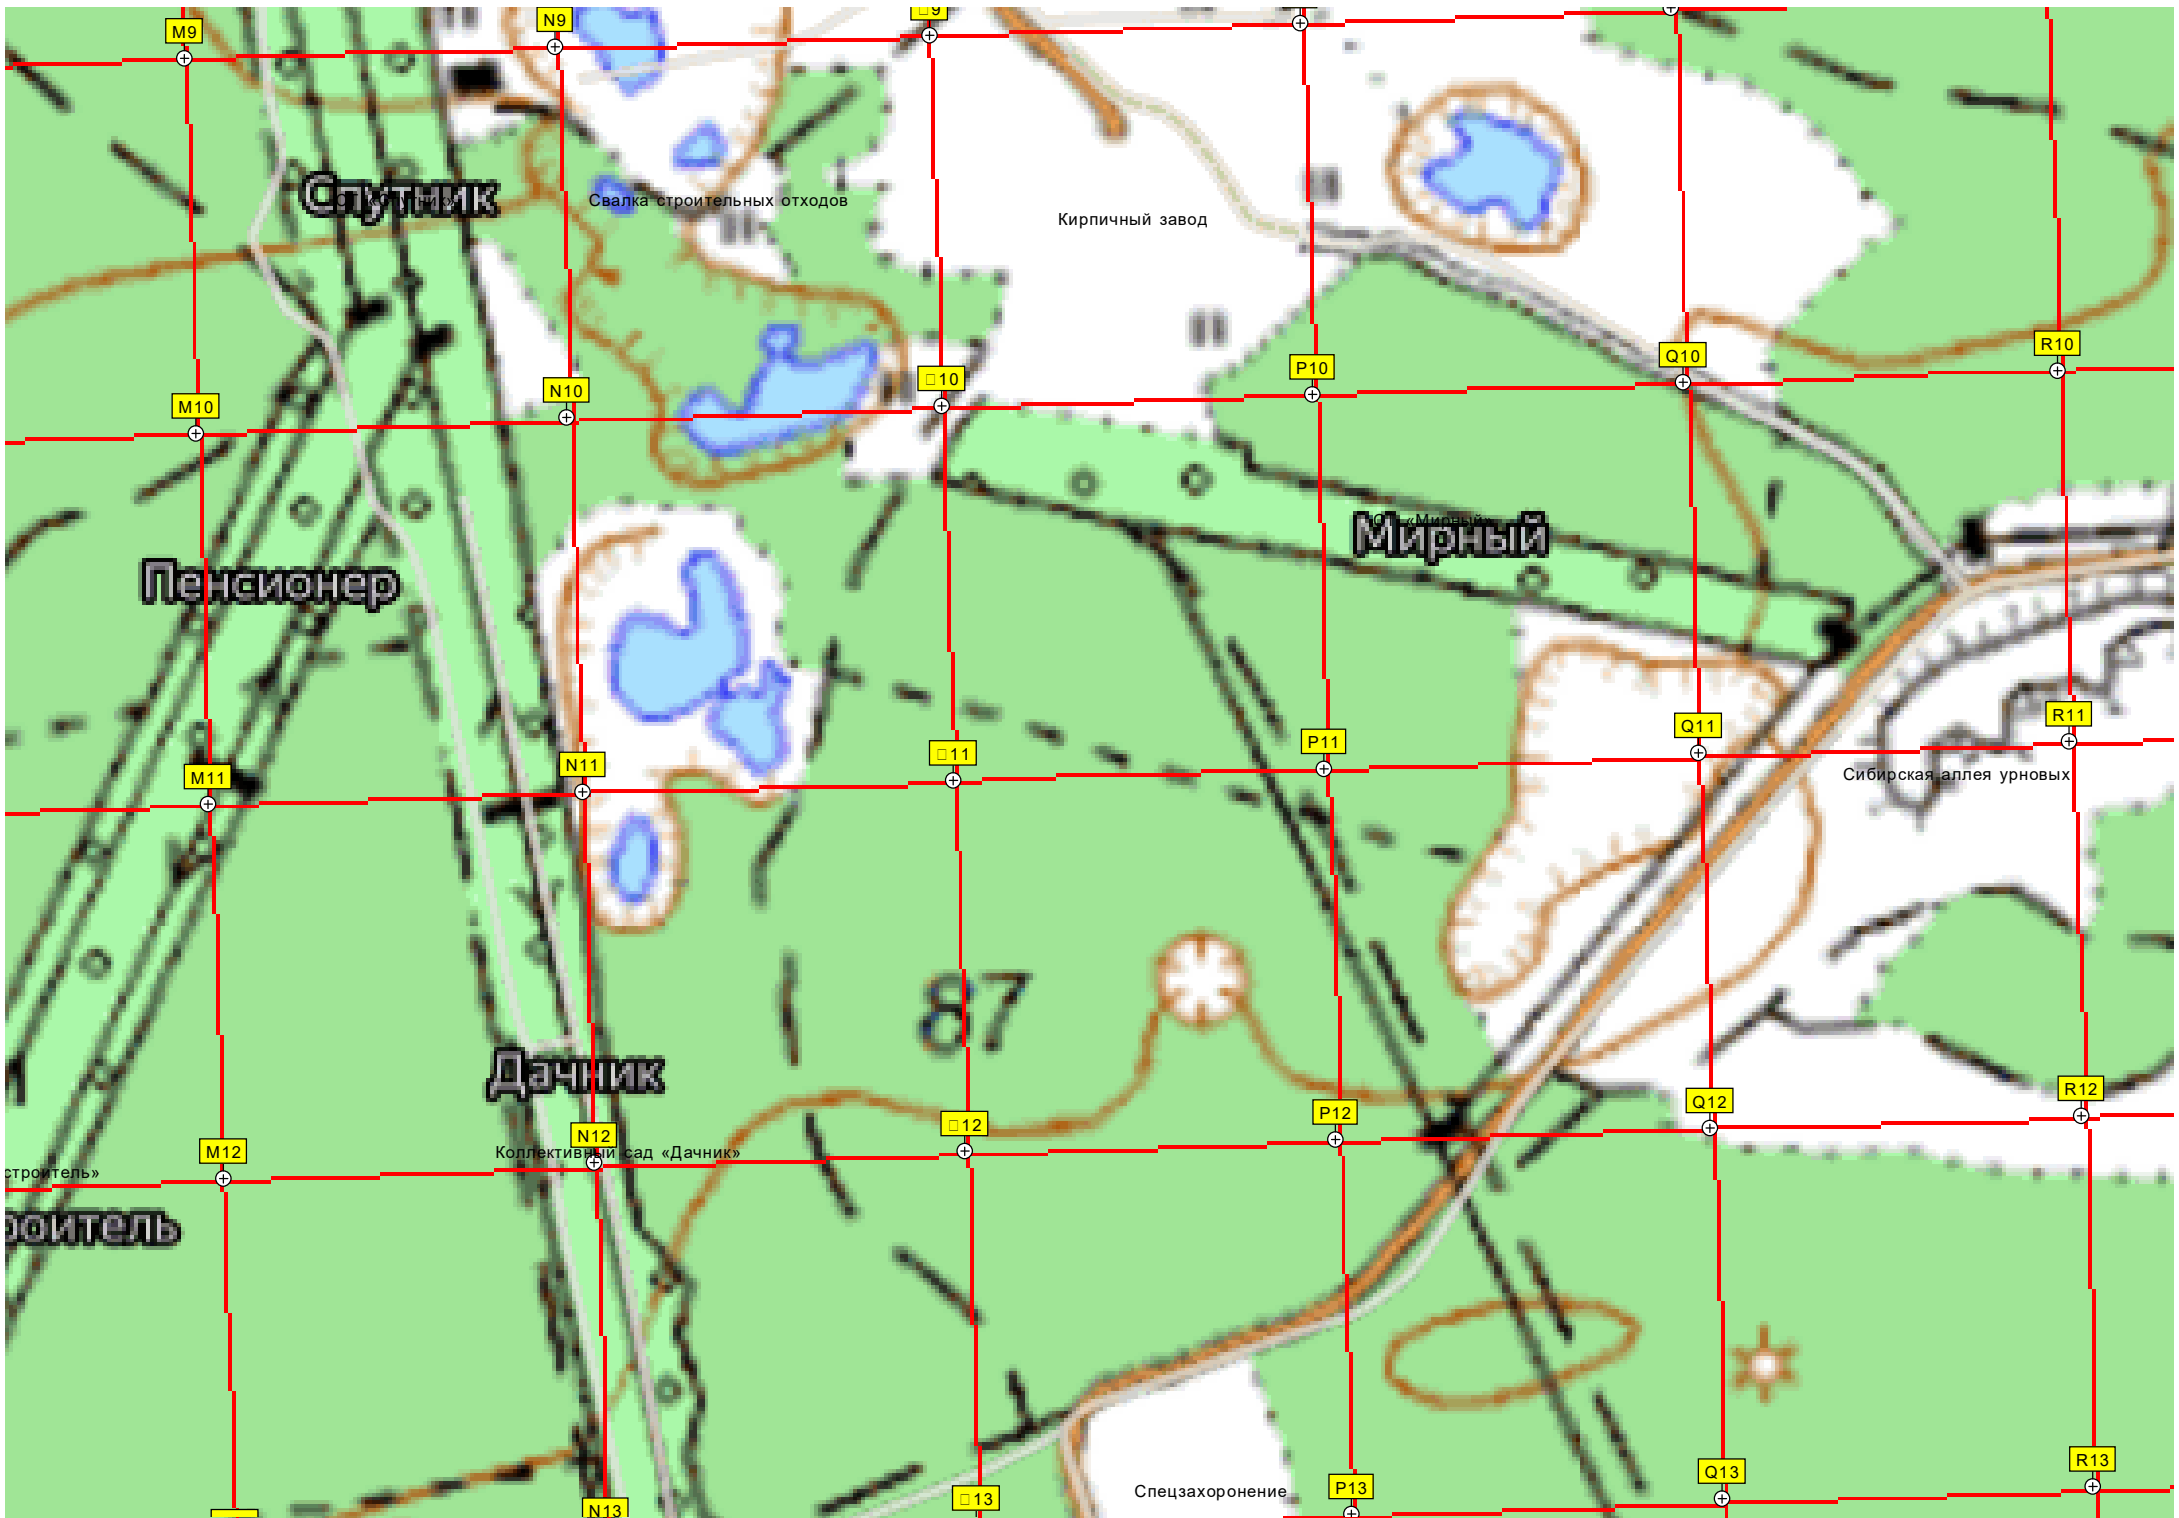 M9
N9
9
Спутник
Свалка строительных отходов
Кирпичный завод
M10
N10
10
P10
Q10
R10
Пенсионер
«Мирный»
Мирный
M11
N11
11
P11
Q11
R11
Сибирская аллея урновых
87
Дачник
M12
N12
12
P12
Q12
R12
Коллективный сад «Дачник»
строитель»
роитель
N13
13
Спецзахоронение
P13
Q13
R13